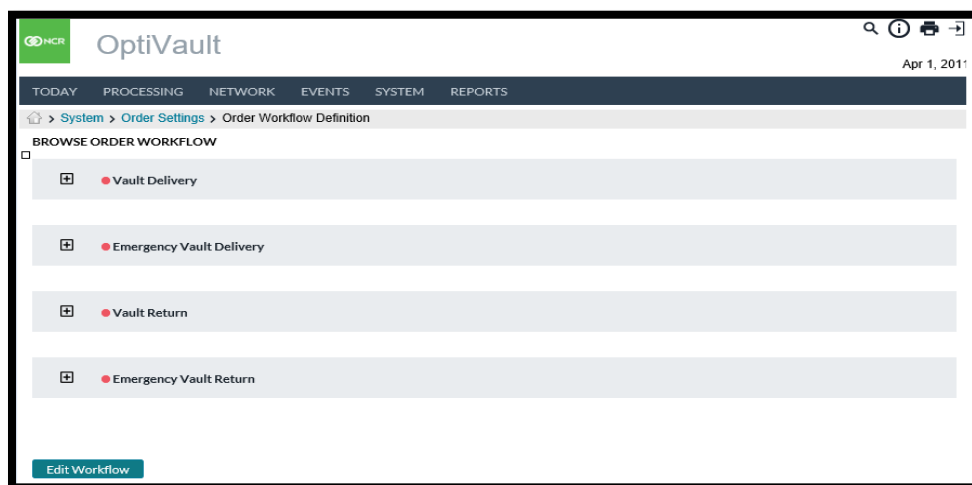 NCR
OptiVault
Apr 1, 2011
TODAY PROCESSING NETWORK EVENTS SYSTEM REPORTS
> System > Order Settings > Order Workflow Definition
BROWSE ORDER WORKFLOW
Vault Delivery
Emergency Vault Delivery
Vault Return
Emergency Vault Return
Edit Workflow